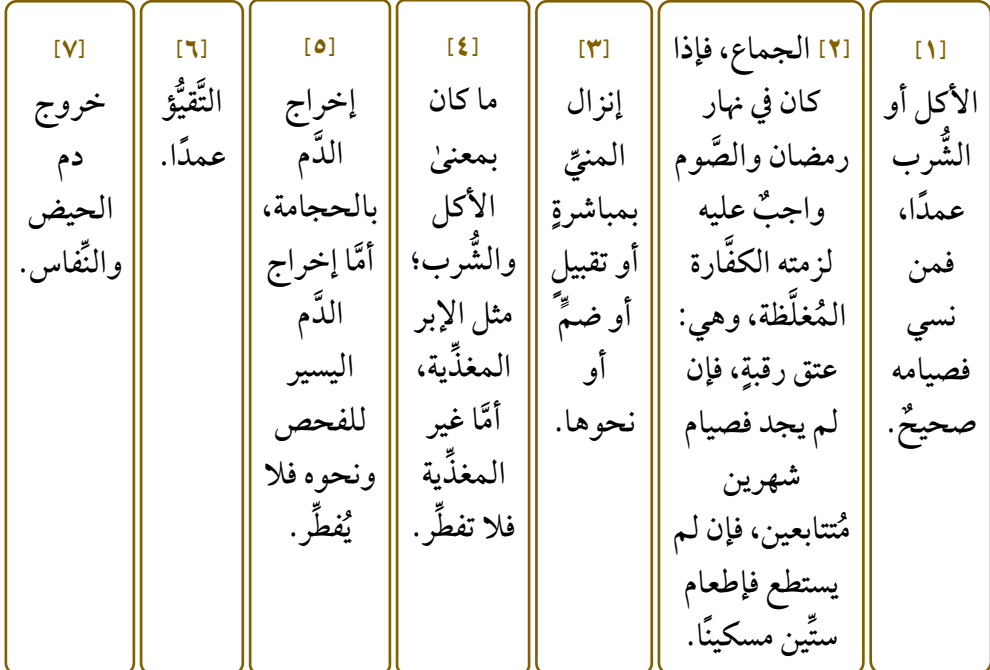 [١]
الأكل أو
الشُّرب
عمدًا،
فمن
نسي
فصيامه
صحيحٌ.
[٢] الجماع، فإذا
كان في نهار
رمضان والصَّوم
واجبٌ عليه
لزمته الكفَّارة
المُغلَّظة، وهي:
عتق رقبةٍ، فإن
لم يجد فصيام
شهرين
مُتتابعين، فإن لم
يستطع فإطعام
ستِّين مسكينًا.
[٣]
إنزال
المنيِّ
بمباشرةٍ
أو تقبيلٍ
أو ضمٍّ
أو
نحوها.
[٤]
ما كان
بمعنىٰ
الأكل
والشُّرب؛
مثل الإبر
المغذِّية،
أمَّا غير
المغذِّية
فلا تفطِّر.
[٥]
إخراج
الدَّم
بالحجامة،
أمَّا إخراج
الدَّم
اليسير
للفحص
ونحوه فلا
يُفطِّر.
[٦]
التَّقيُّؤ
عمدًا.
[٧]
خروج
دم
الحيض
والنِّفاس.